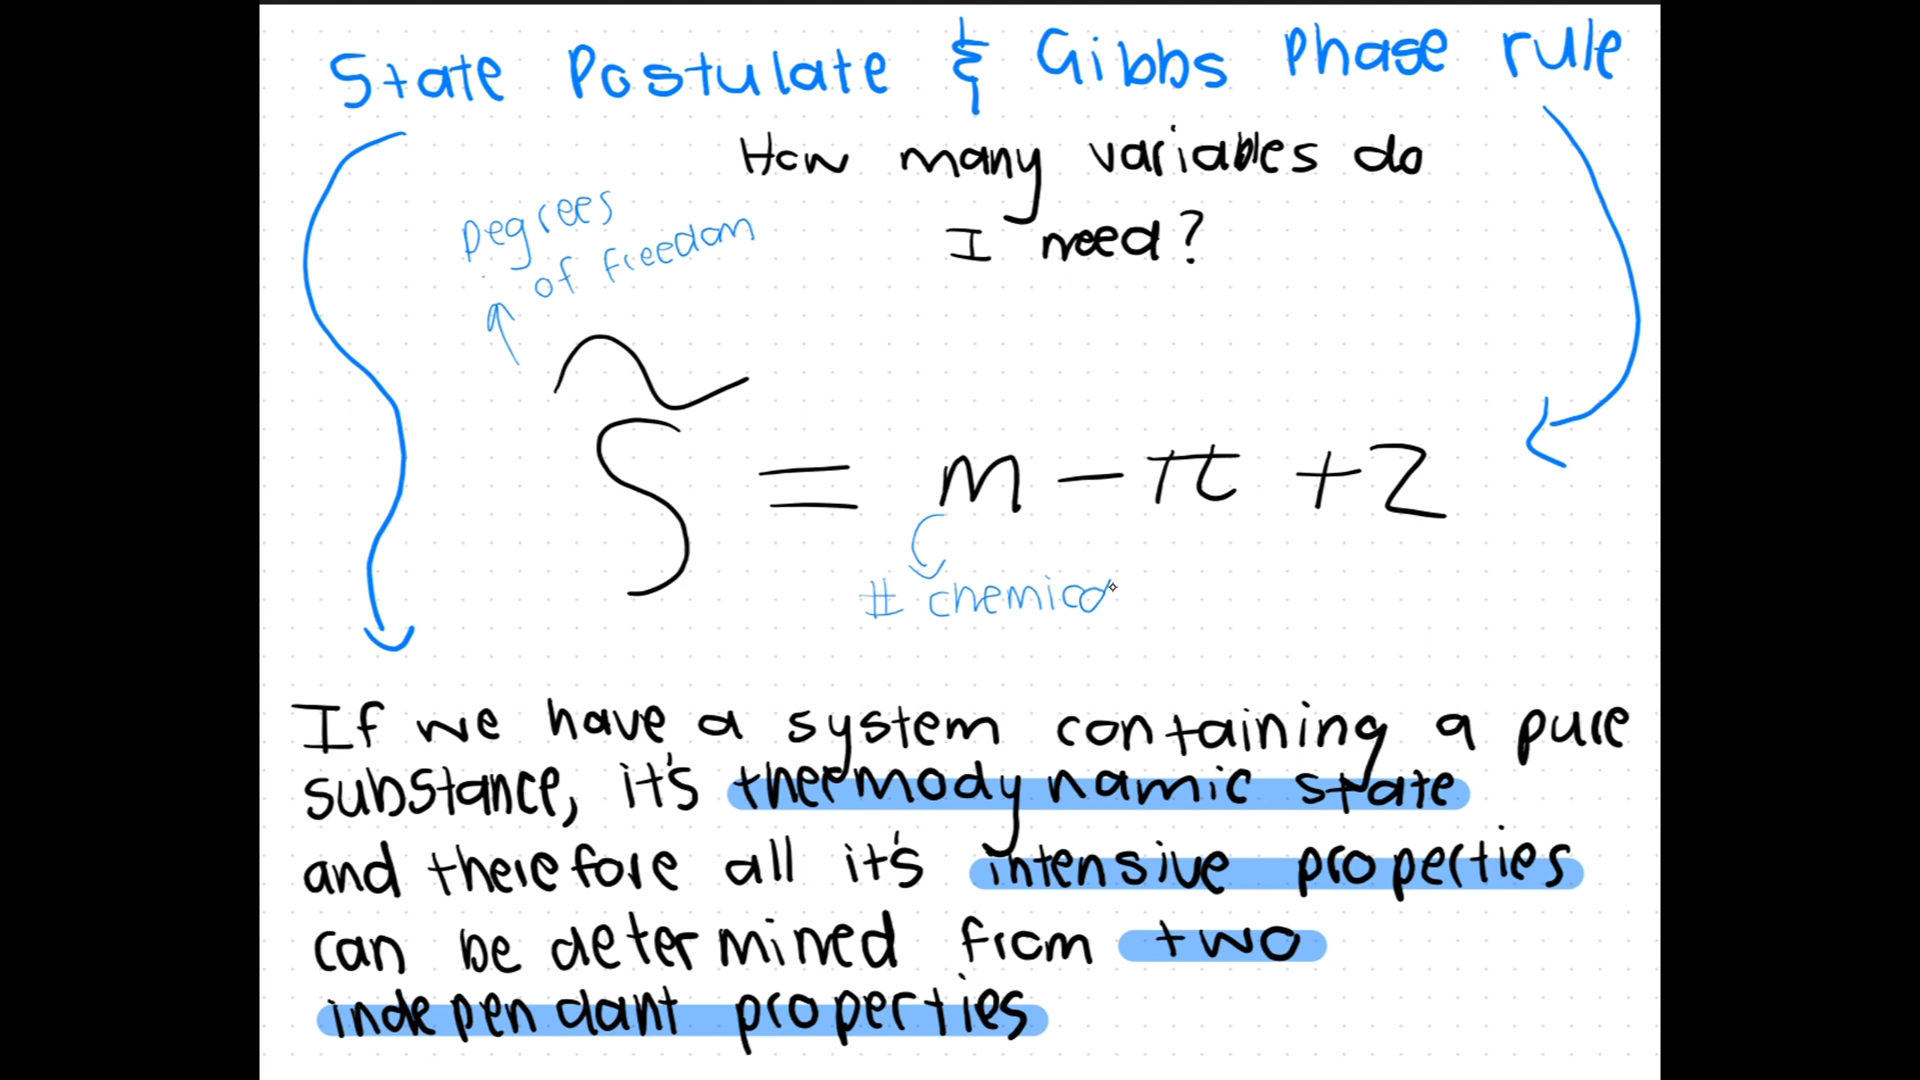 State Postulate & Gibbs Phase rule
How many variables do
I need?
Degrees
of freedom
S̃ = m - π + 2
# chemica
If we have a system containing a pure
substance, it's thermodynamic state
and therefore all it's intensive properties
can be determined from two
independant properties